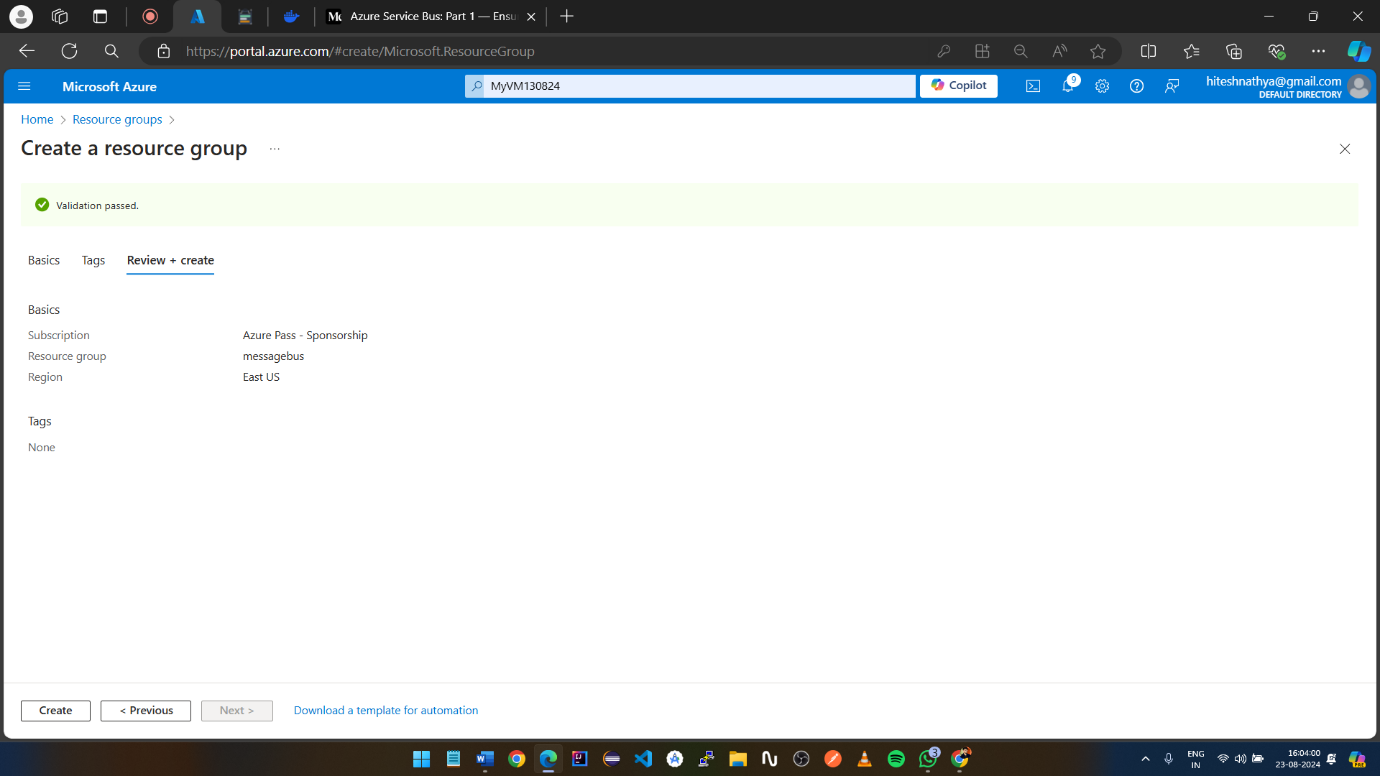 Azure Service Bus: Part 1 — Ensu
https://portal.azure.com/#create/Microsoft.ResourceGroup
Microsoft Azure
MyVM130824
Copilot
9
hiteshnathya@gmail.com
DEFAULT DIRECTORY
Home > Resource groups >
Create a resource group ...
Validation passed.
Basics Tags Review + create
Basics
Subscription Azure Pass - Sponsorship
Resource group messagebus
Region East US
Tags
None
Create
< Previous
Next >
Download a template for automation
3
ENG
IN
16:04:00
23-08-2024